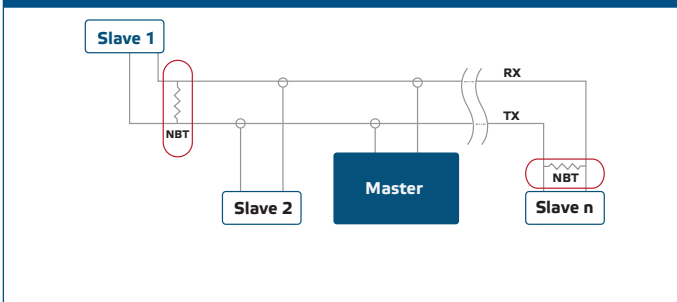 Slave 1
RX
TX
NBT
NBT
Master
Slave 2
Slave n